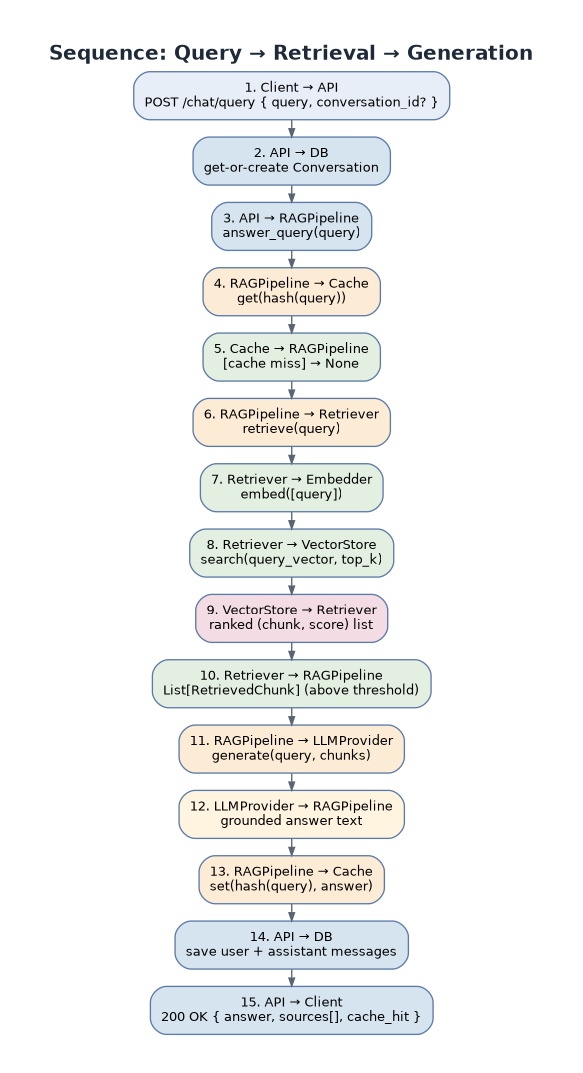 Sequence: Query → Retrieval → Generation
1. Client → API
POST /chat/query { query, conversation_id? }
2. API → DB
get-or-create Conversation
3. API → RAGPipeline
answer_query(query)
4. RAGPipeline → Cache
get(hash(query))
5. Cache → RAGPipeline
[cache miss] → None
6. RAGPipeline → Retriever
retrieve(query)
7. Retriever → Embedder
embed([query])
8. Retriever → VectorStore
search(query_vector, top_k)
9. VectorStore → Retriever
ranked (chunk, score) list
10. Retriever → RAGPipeline
List[RetrievedChunk] (above threshold)
11. RAGPipeline → LLMProvider
generate(query, chunks)
12. LLMProvider → RAGPipeline
grounded answer text
13. RAGPipeline → Cache
set(hash(query), answer)
14. API → DB
save user + assistant messages
15. API → Client
200 OK { answer, sources[], cache_hit }